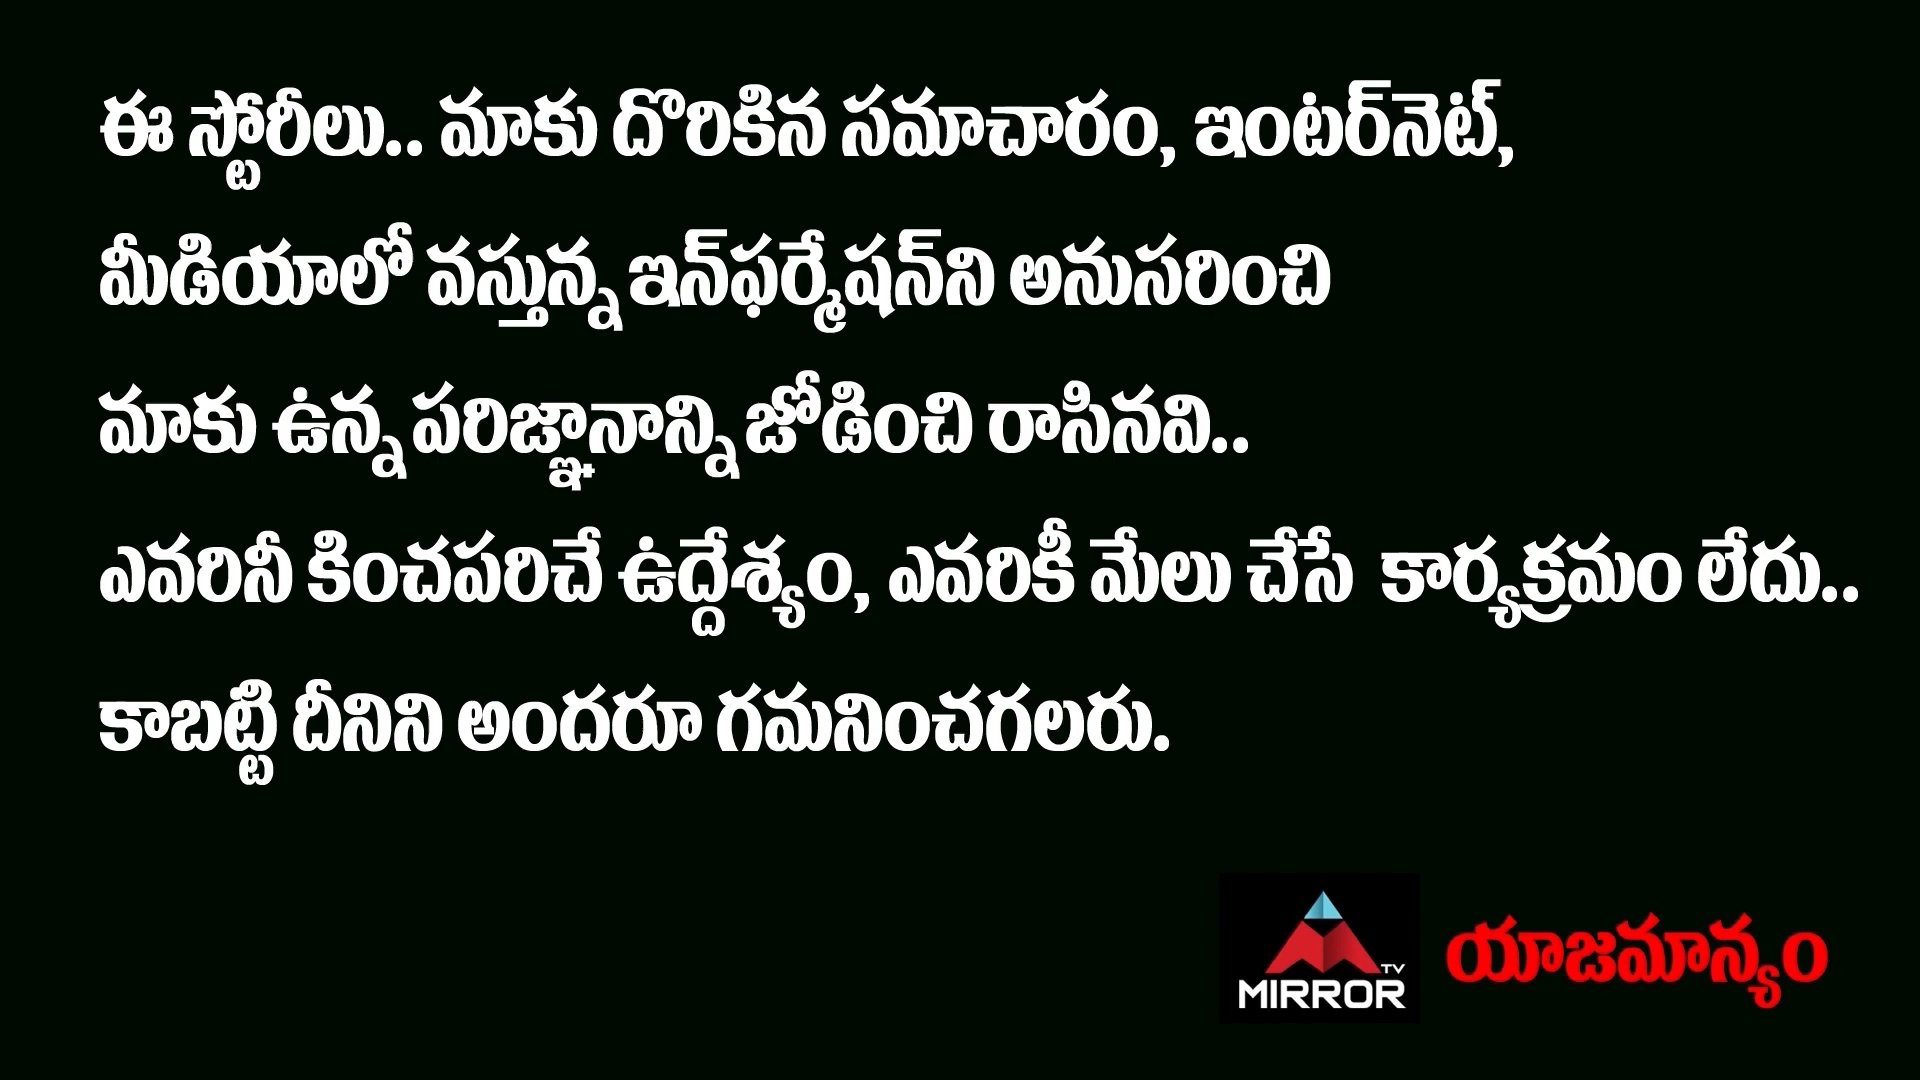 ఈ స్టోరీలు.. మాకు దొరికిన సమాచారం, ఇంటర్‌నెట్,
మీడియాలో వస్తున్న ఇన్‌ఫర్మేషన్‌ని అనుసరించి
మాకు ఉన్న పరిజ్ఞానాన్ని జోడించి రాసినవి..
ఎవరినీ కించపరిచే ఉద్దేశ్యం, ఎవరికీ మేలు చేసే కార్యక్రమం లేదు..
కాబట్టి దీనిని అందరూ గమనించగలరు.
TV
MIRROR
యాజమాన్యం